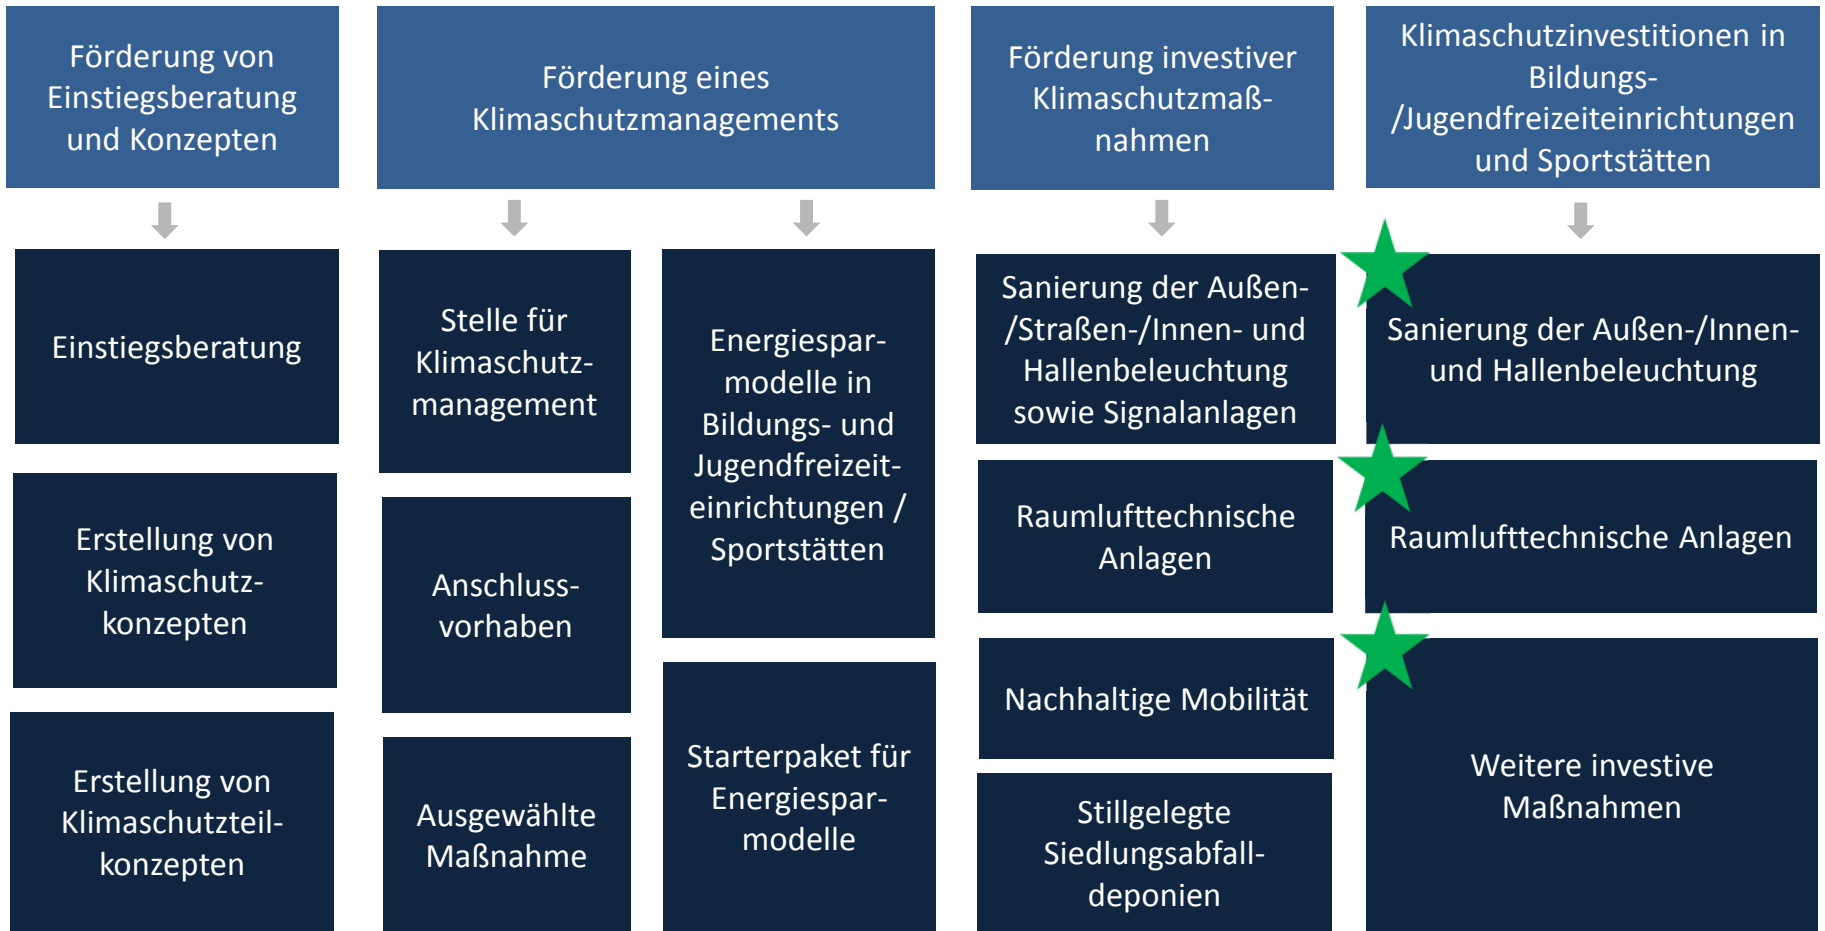 Förderung von
Einstiegsberatung
und Konzepten
Förderung eines
Klimaschutzmanagements
Förderung investiver
Klimaschutzmaß-
nahmen
Klimaschutzinvestitionen in
Bildungs-
/Jugendfreizeiteinrichtungen
und Sportstätten
Einstiegsberatung
Erstellung von
Klimaschutz-
konzepten
Erstellung von
Klimaschutzteil-
konzepten
Stelle für
Klimaschutz-
management
Anschluss-
vorhaben
Ausgewählte
Maßnahme
Energiespar-
modelle in
Bildungs- und
Jugendfreizeit-
einrichtungen /
Sportstätten
Starterpaket für
Energiespar-
modelle
Sanierung der Außen-
/Straßen-/Innen- und
Hallenbeleuchtung
sowie Signalanlagen
Raumlufttechnische
Anlagen
Nachhaltige Mobilität
Stillgelegte
Siedlungsabfall-
deponien
Sanierung der Außen-/Innen-
und Hallenbeleuchtung
Raumlufttechnische Anlagen
Weitere investive
Maßnahmen